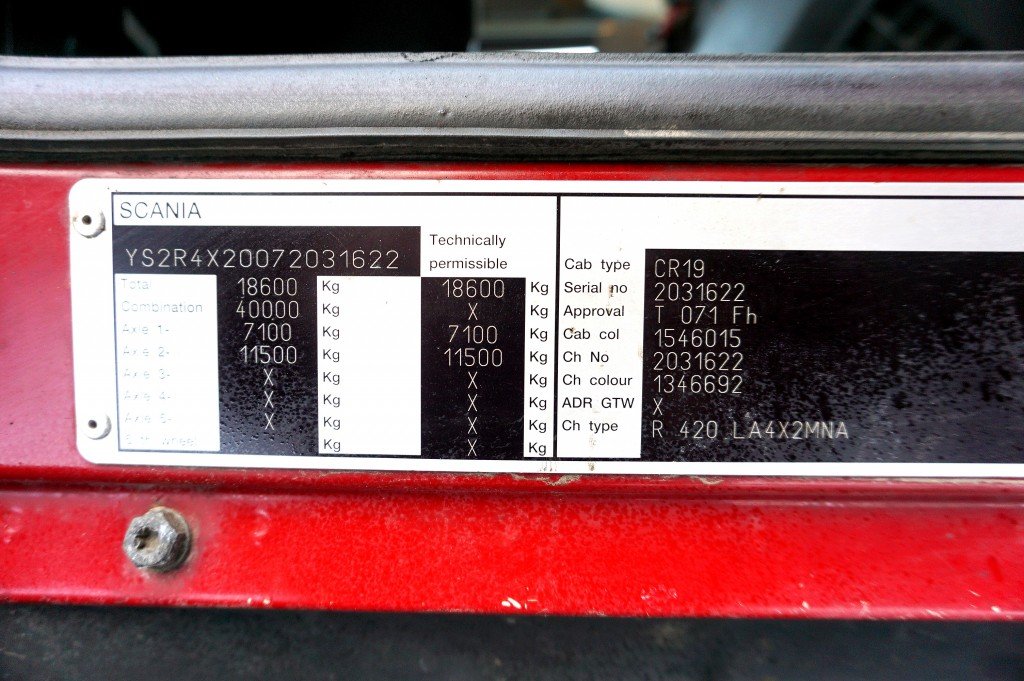 SCANIA
YS2R4X20072031622
Technically
permissible
Total 18600 Kg 18600 Kg
Combination 40000 Kg X Kg
Axle 1- 7100 Kg 7100 Kg
Axle 2- 11500 Kg 11500 Kg
Axle 3- X Kg X Kg
Axle 4- X Kg X Kg
Axle 5- X Kg X Kg
5:th wheel Kg X Kg
Cab type CR19
Serial no 2031622
Approval T 071 Fh
Cab col 1546015
Ch No 2031622
Ch colour 1346692
ADR GTW X
Ch type R 420 LA4X2MNA